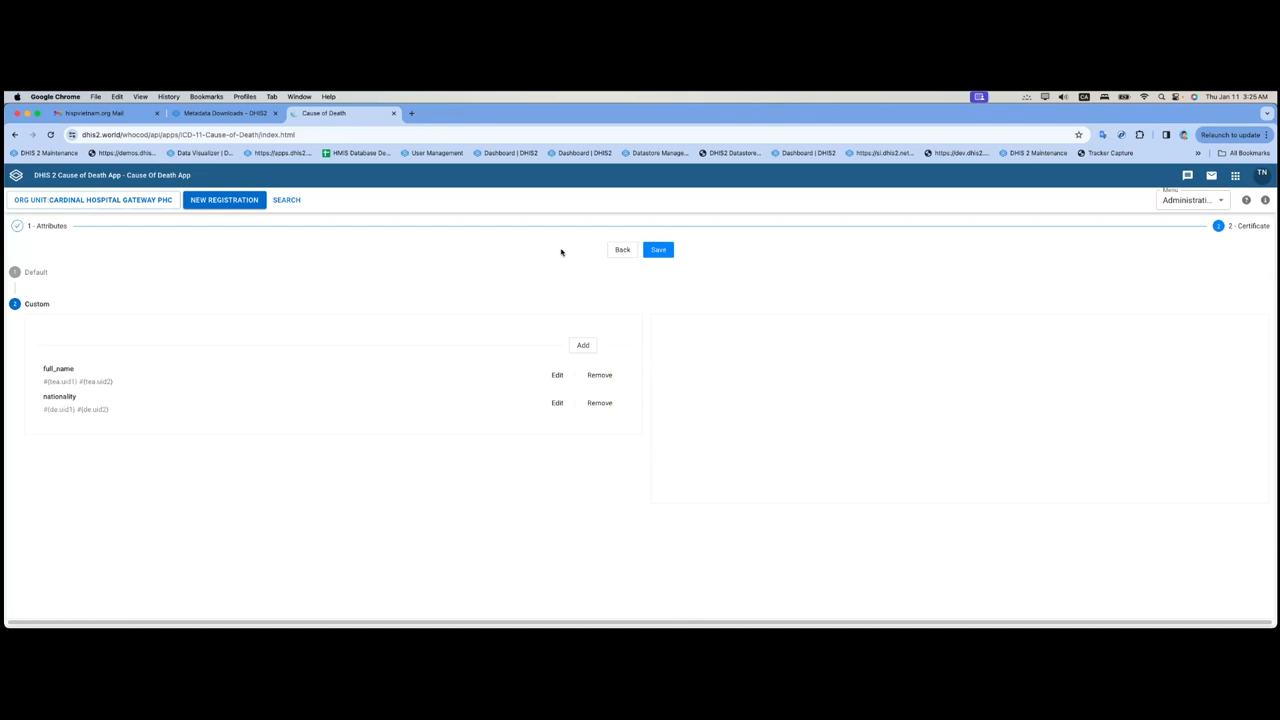 Google Chrome File Edit View History Bookmarks Profiles Tab Window Help CA Thu Jan 11 3:25 AM
hispvietnam.org Mail Metadata Downloads - DHIS2 Cause of Death
dhis2.world/whocod/api/apps/ICD-11-Cause-of-Death/index.html Relaunch to update
DHIS 2 Maintenance https://demos.dhis... Data Visualizer | D... https://apps.dhis2.... HMIS Database De... User Management Dashboard | DHIS2 Dashboard | DHIS2 Datastore Manage... DHIS2 Datastore... Dashboard | DHIS2 https://sl.dhis2.net... https://dev.dhis2.... DHIS 2 Maintenance Tracker Capture » All Bookmarks
DHIS 2 Cause of Death App - Cause Of Death App TN
Menu
ORG UNIT:CARDINAL HOSPITAL GATEWAY PHC NEW REGISTRATION SEARCH Administrati...
1 - Attributes 2 2 - Certificate
Back Save
1 Default
2 Custom
Add
full_name
#{tea.uid1} #{tea.uid2} Edit Remove
nationality
#{de.uid1} #{de.uid2} Edit Remove